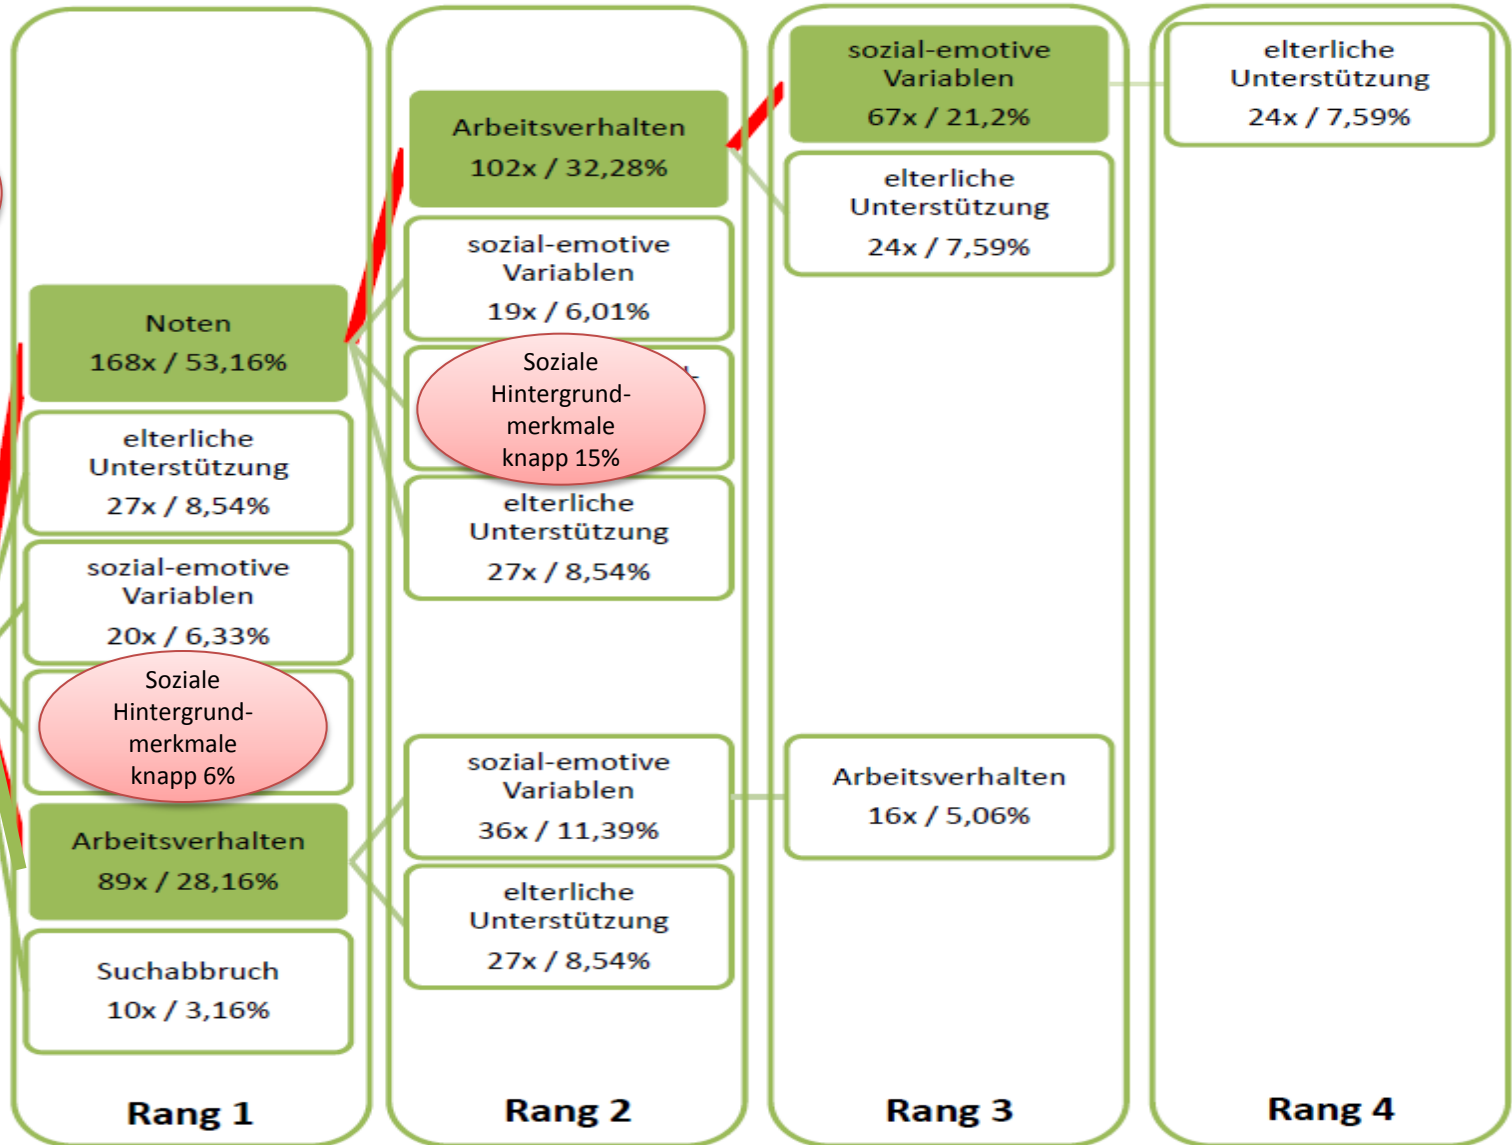 Noten
168x / 53,16%
elterliche
Unterstützung
27x / 8,54%
sozial-emotive
Variablen
20x / 6,33%
Soziale
Hintergrund-
merkmale
knapp 6%
Arbeitsverhalten
89x / 28,16%
Suchabbruch
10x / 3,16%
Rang 1
Arbeitsverhalten
102x / 32,28%
sozial-emotive
Variablen
19x / 6,01%
Soziale
Hintergrund-
merkmale
knapp 15%
elterliche
Unterstützung
27x / 8,54%
sozial-emotive
Variablen
36x / 11,39%
elterliche
Unterstützung
27x / 8,54%
Rang 2
sozial-emotive
Variablen
67x / 21,2%
elterliche
Unterstützung
24x / 7,59%
Arbeitsverhalten
16x / 5,06%
Rang 3
elterliche
Unterstützung
24x / 7,59%
Rang 4